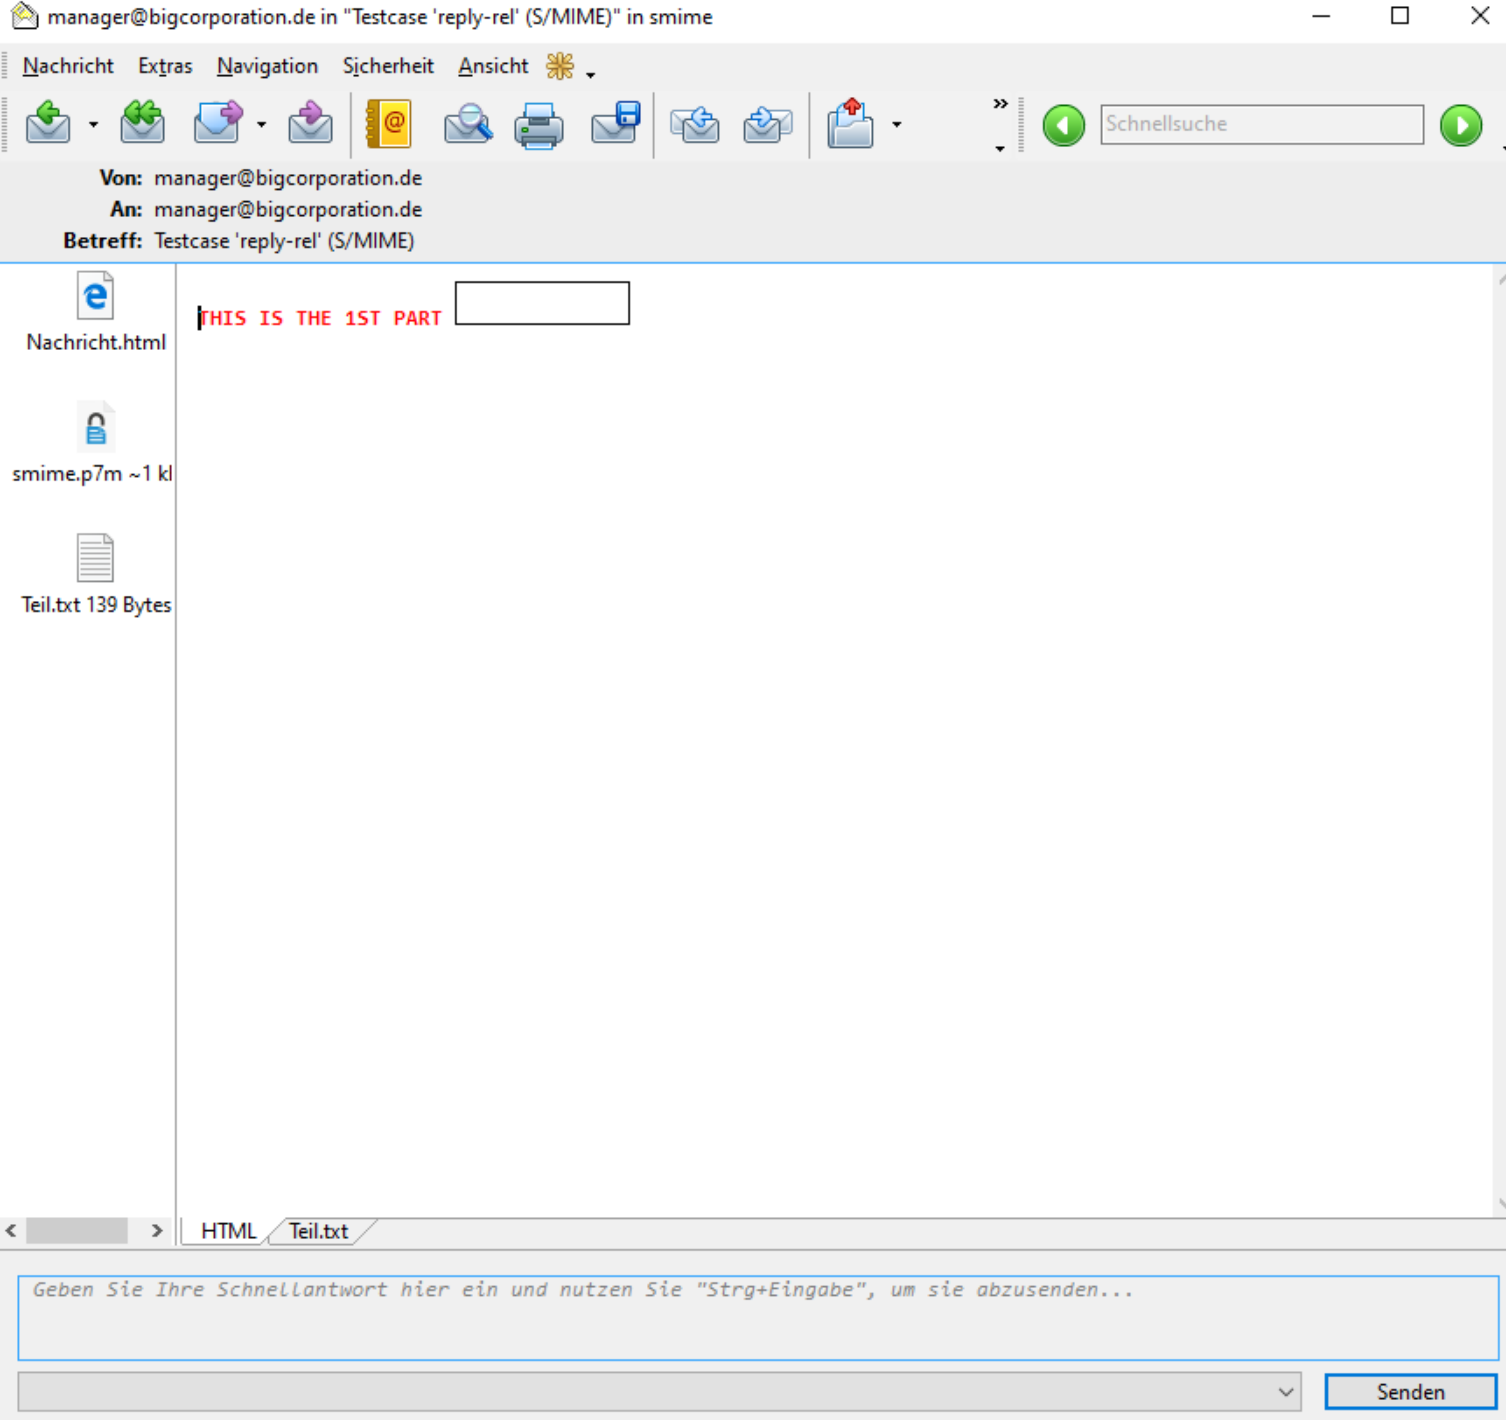 manager@bigcorporation.de in "Testcase 'reply-rel' (S/MIME)" in smime
Nachricht Extras Navigation Sicherheit Ansicht
@
»
Schnellsuche
Von: manager@bigcorporation.de
An: manager@bigcorporation.de
Betreff: Testcase 'reply-rel' (S/MIME)
THIS IS THE 1ST PART
Nachricht.html
smime.p7m ~1 kl
Teil.txt 139 Bytes
HTML Teil.txt
Geben Sie Ihre Schnellantwort hier ein und nutzen Sie "Strg+Eingabe", um sie abzusenden...
Senden